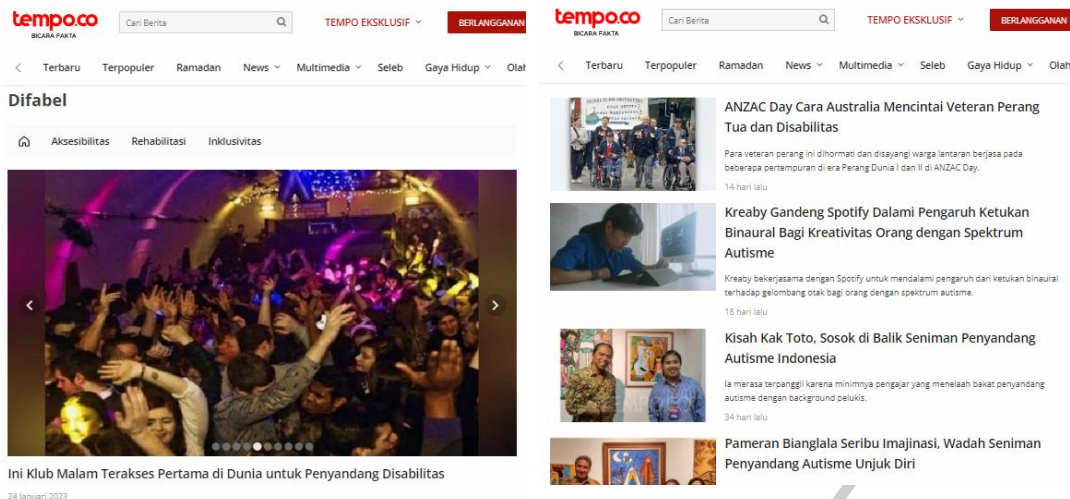 tempo.co
BICARA FAKTA
Cari Berita
TEMPO EKSKLUSIF
BERLANGGANAN
Terbaru Terpopuler Ramadan News Multimedia Seleb Gaya Hidup Olah
Difabel
Aksesibilitas Rehabilitasi Inklusivitas
Ini Klub Malam Terakses Pertama di Dunia untuk Penyandang Disabilitas
24 Januari 2023
tempo.co
BICARA FAKTA
Cari Berita
TEMPO EKSKLUSIF
BERLANGGANAN
Terbaru Terpopuler Ramadan News Multimedia Seleb Gaya Hidup Olah
ANZAC Day Cara Australia Mencintai Veteran Perang
Tua dan Disabilitas
Para veteran perang ini dihormati dan disayangi warga lantaran berjasa pada
beberapa pertempuran di era Perang Dunia I dan II di ANZAC Day.
14 hari lalu
Kreaby Gandeng Spotify Dalami Pengaruh Ketukan
Binaural Bagi Kreativitas Orang dengan Spektrum
Autisme
Kreaby bekerjasama dengan Spotify untuk mendalami pengaruh dari ketukan binaural
terhadap gelombang otak bagi orang dengan spektrum autisme.
18 hari lalu
Kisah Kak Toto, Sosok di Balik Seniman Penyandang
Autisme Indonesia
Ia merasa terpanggil karena minimnya pengajar yang menelaah bakat penyandang
autisme dengan background pelukis.
34 hari lalu
Pameran Bianglala Seribu Imajinasi, Wadah Seniman
Penyandang Autisme Unjuk Diri